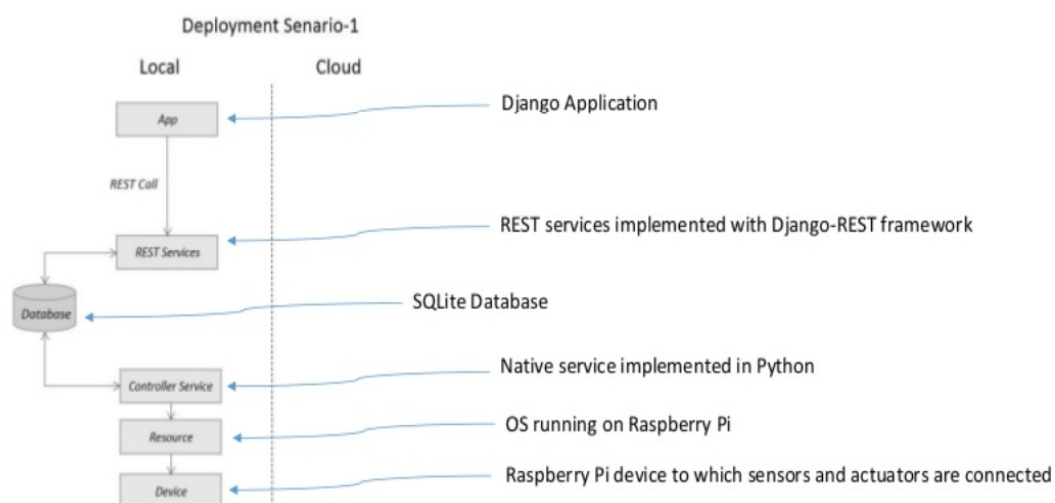 Deployment Senario-1
Local
Cloud
App
Django Application
REST Call
REST Services
REST services implemented with Django-REST framework
Database
SQLite Database
Controller Service
Native service implemented in Python
Resource
OS running on Raspberry Pi
Device
Raspberry Pi device to which sensors and actuators are connected